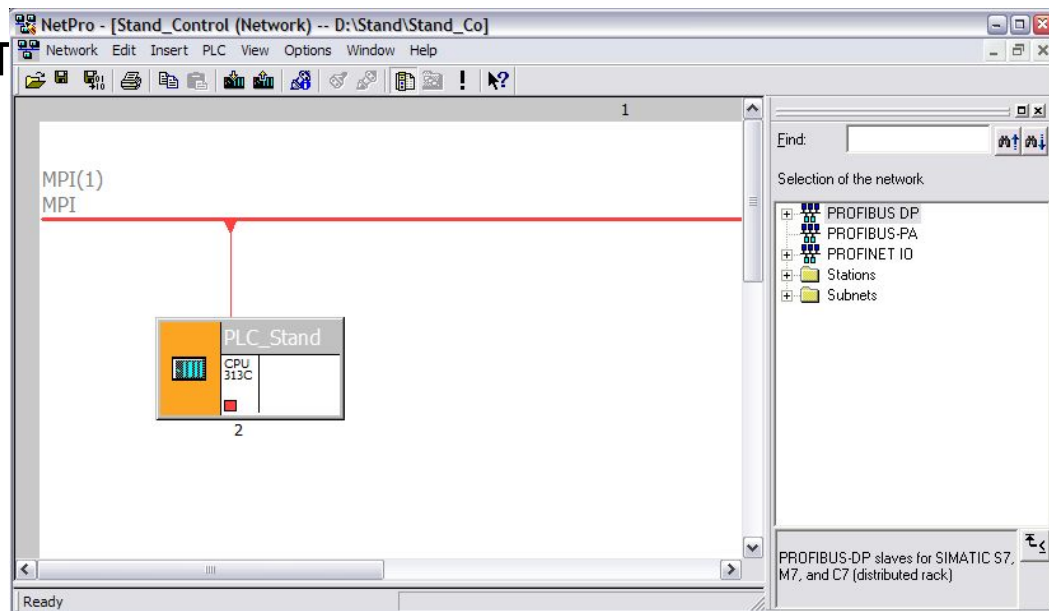 NetPro - [Stand_Control (Network) -- D:\Stand\Stand_Co]
Network Edit Insert PLC View Options Window Help
1
MPI(1)
MPI
PLC_Stand
CPU
313C
2
Find:
Selection of the network
PROFIBUS DP
PROFIBUS-PA
PROFINET IO
Stations
Subnets
PROFIBUS-DP slaves for SIMATIC S7,
M7, and C7 (distributed rack)
Ready